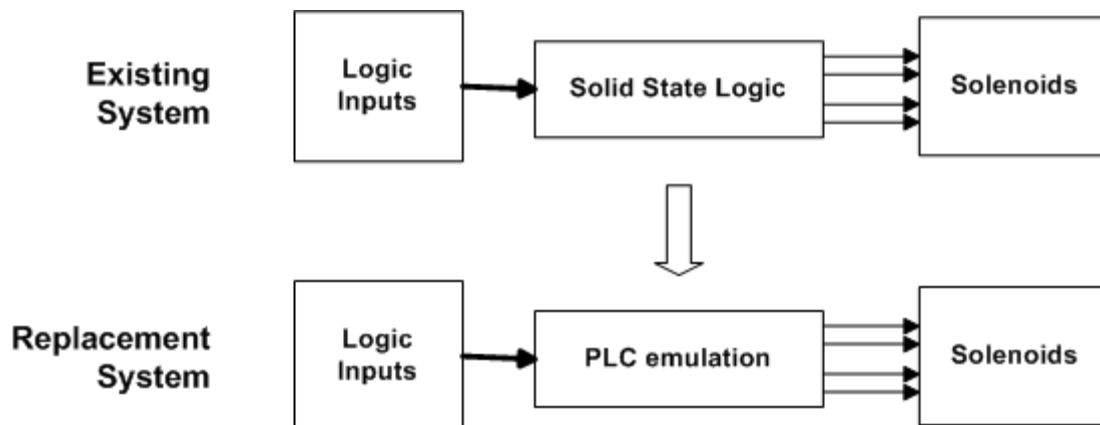 Existing
System
Logic
Inputs
Solid State Logic
Solenoids
Replacement
System
Logic
Inputs
PLC emulation
Solenoids